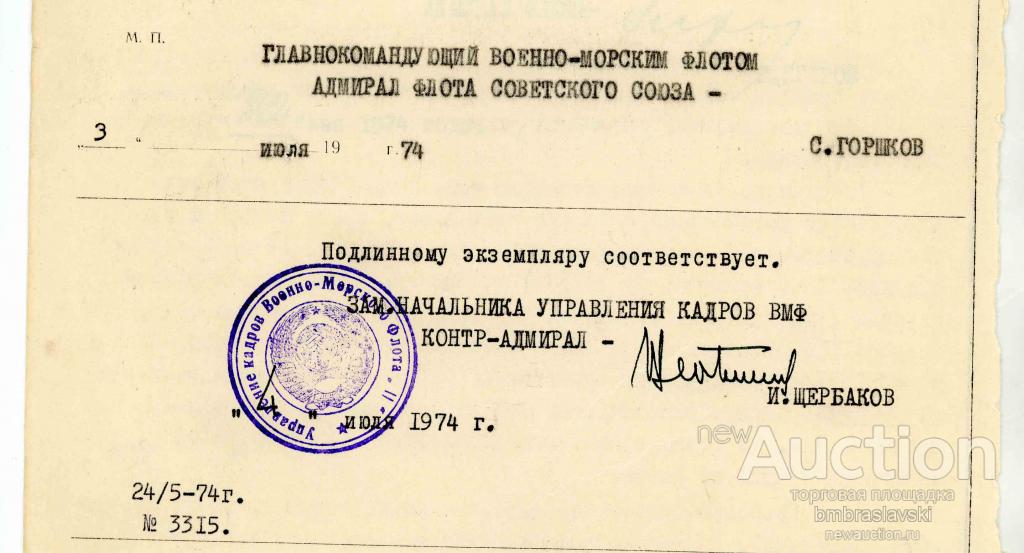 М. П.
ГЛАВНОКОМАНДУЮЩИЙ ВОЕННО-МОРСКИМ ФЛОТОМ
АДМИРАЛ ФЛОТА СОВЕТСКОГО СОЮЗА -
3 " июля 19 г. 74 С.ГОРШКОВ
Подлинному экземпляру соответствует.
ЗАМ.НАЧАЛЬНИКА УПРАВЛЕНИЯ КАДРОВ ВМФ
КОНТР-АДМИРАЛ -
И.ЩЕРБАКОВ
" " июля 1974 г.
Управление кадров Военно-Морского Флота „II"
24/5-74г.
№ 3315.
newAuction
торговая площадка
bmbraslavski
newauction.ru